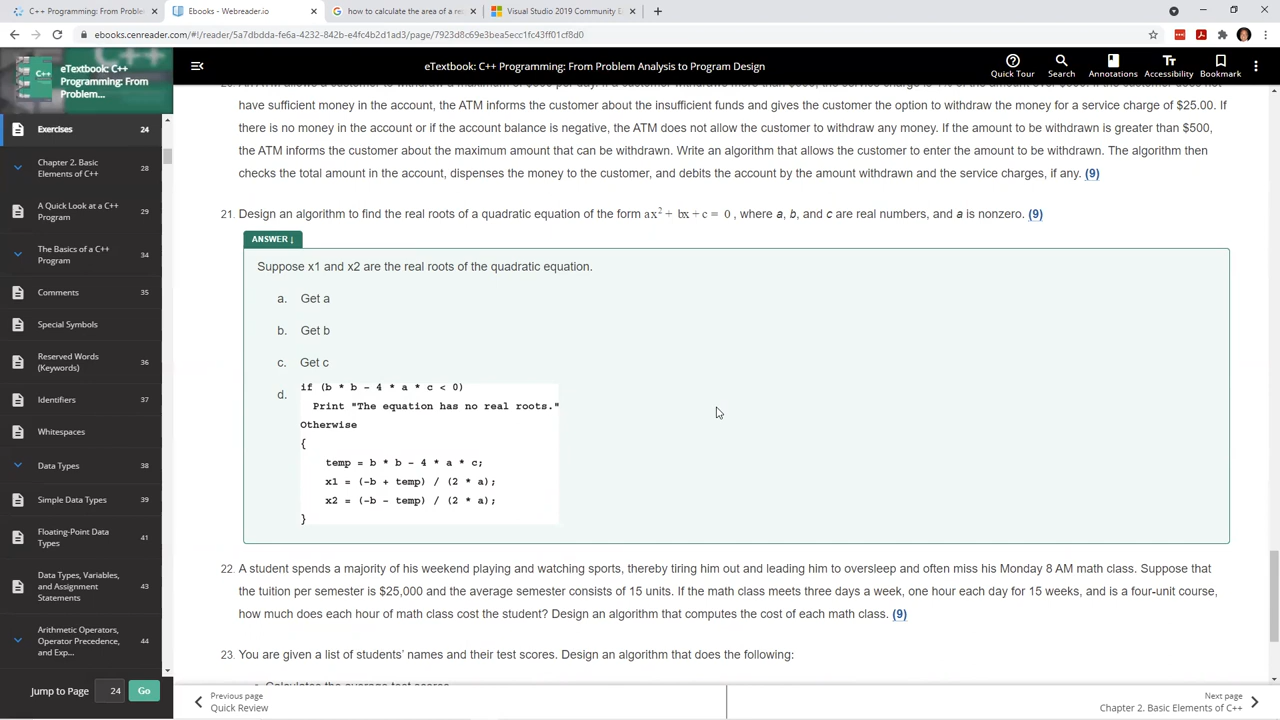 C++ Programming: From Proble
Ebooks - Webreader.io
how to calculate the area of a re
Visual Studio 2019 Community E
ebooks.cenreader.com/#!/reader/5a7dbdda-fe6a-4232-842b-e4fc4b2d1ad3/page/7923d8c69e3bea5ecc1fc43ff01cf8d0
C++
eTextbook: C++ Programming: From Problem...
eTextbook: C++ Programming: From Problem Analysis to Program Design
Quick Tour
Search
Annotations
Accessibility
Bookmark
Exercises 24
Chapter 2. Basic
Elements of C++ 28
A Quick Look at a C++
Program 29
The Basics of a C++
Program 34
Comments 35
Special Symbols
Reserved Words
(Keywords) 36
Identifiers 37
Whitespaces
Data Types 38
Simple Data Types 39
Floating-Point Data
Types 41
Data Types, Variables,
and Assignment
Statements 43
Arithmetic Operators,
Operator Precedence,
and Exp... 44
Jump to Page 24 Go
have sufficient money in the account, the ATM informs the customer about the insufficient funds and gives the customer the option to withdraw the money for a service charge of $25.00. If
there is no money in the account or if the account balance is negative, the ATM does not allow the customer to withdraw any money. If the amount to be withdrawn is greater than $500,
the ATM informs the customer about the maximum amount that can be withdrawn. Write an algorithm that allows the customer to enter the amount to be withdrawn. The algorithm then
checks the total amount in the account, dispenses the money to the customer, and debits the account by the amount withdrawn and the service charges, if any. (9)
21. Design an algorithm to find the real roots of a quadratic equation of the form ax² + bx + c = 0, where a, b, and c are real numbers, and a is nonzero. (9)
ANSWER ↓
Suppose x1 and x2 are the real roots of the quadratic equation.
a. Get a
b. Get b
c. Get c
d. if (b * b - 4 * a * c < 0)
Print "The equation has no real roots."
Otherwise
{
temp = b * b - 4 * a * c;
x1 = (-b + temp) / (2 * a);
x2 = (-b - temp) / (2 * a);
}
22. A student spends a majority of his weekend playing and watching sports, thereby tiring him out and leading him to oversleep and often miss his Monday 8 AM math class. Suppose that
the tuition per semester is $25,000 and the average semester consists of 15 units. If the math class meets three days a week, one hour each day for 15 weeks, and is a four-unit course,
how much does each hour of math class cost the student? Design an algorithm that computes the cost of each math class. (9)
23. You are given a list of students' names and their test scores. Design an algorithm that does the following:
Previous page
Quick Review
Next page
Chapter 2. Basic Elements of C++